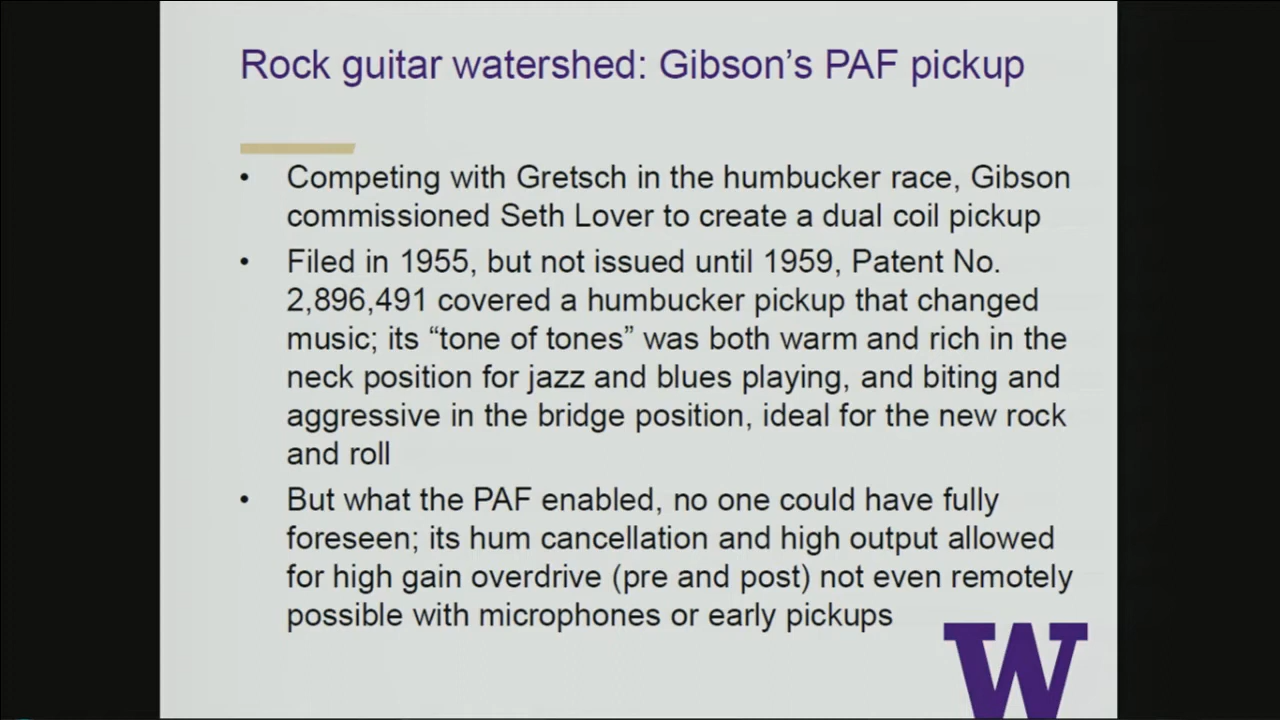 Rock guitar watershed: Gibson's PAF pickup
• Competing with Gretsch in the humbucker race, Gibson
commissioned Seth Lover to create a dual coil pickup
• Filed in 1955, but not issued until 1959, Patent No.
2,896,491 covered a humbucker pickup that changed
music; its “tone of tones” was both warm and rich in the
neck position for jazz and blues playing, and biting and
aggressive in the bridge position, ideal for the new rock
and roll
• But what the PAF enabled, no one could have fully
foreseen; its hum cancellation and high output allowed
for high gain overdrive (pre and post) not even remotely
possible with microphones or early pickups
W